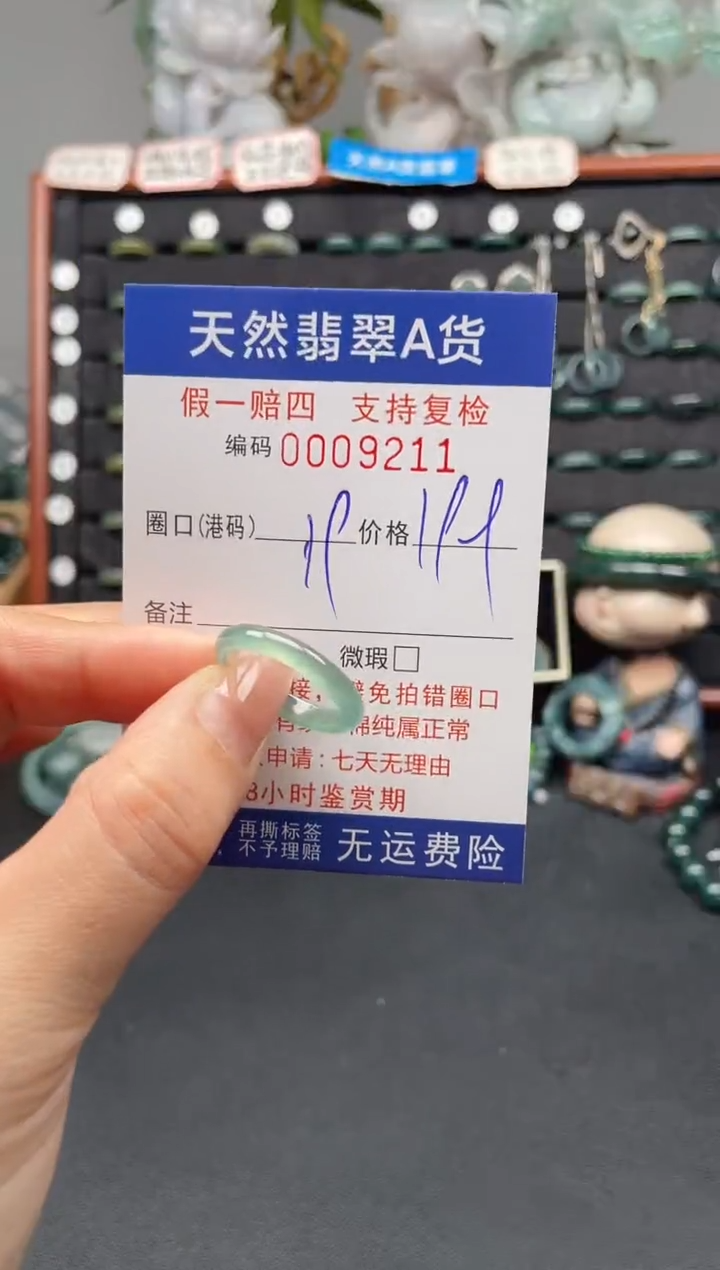 天然翡翠A货
假一赔四 支持复检
编码 0009211
圈口(港码) 价格
备注
微瑕□
接, 避免拍错圈口
棉纯属正常
申请:七天无理由
8小时鉴赏期
再撕标签
不予理赔
无运费险